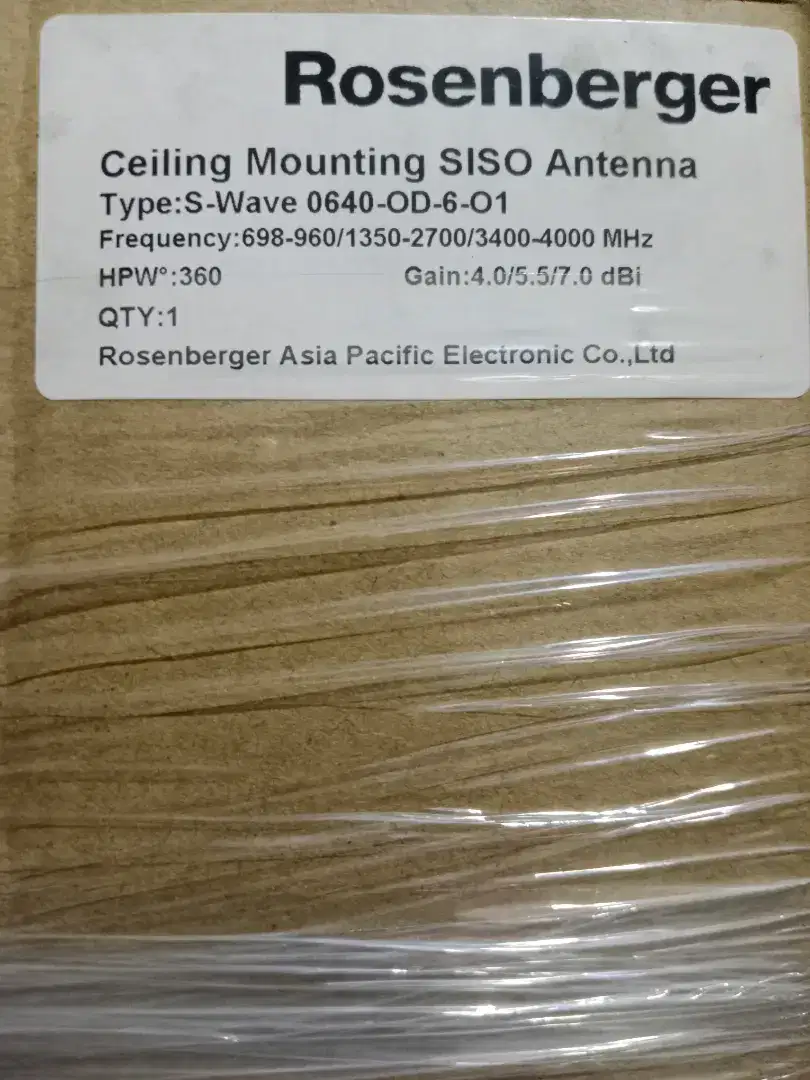 Rosenberger
Ceiling Mounting SISO Antenna
Type:S-Wave 0640-OD-6-O1
Frequency:698-960/1350-2700/3400-4000 MHz
HPW°:360 Gain:4.0/5.5/7.0 dBi
QTY:1
Rosenberger Asia Pacific Electronic Co.,Ltd